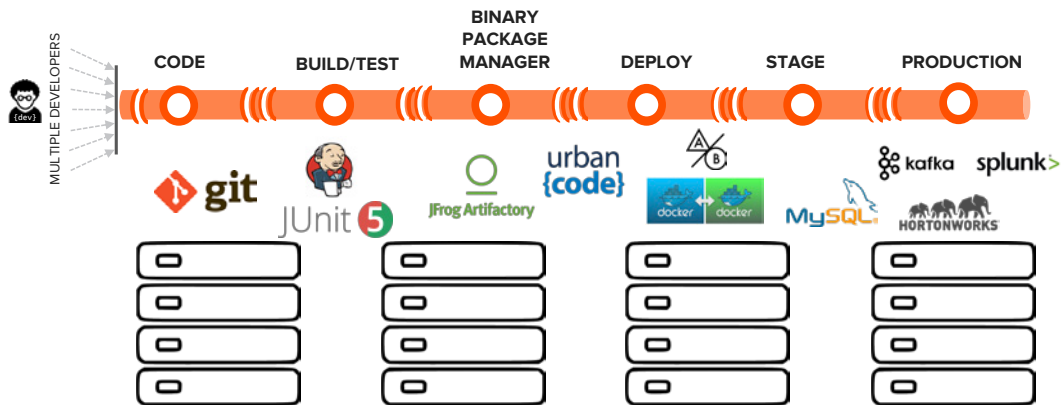 MULTIPLE DEVELOPERS
{dev}
CODE
BUILD/TEST
BINARY
PACKAGE
MANAGER
DEPLOY
STAGE
PRODUCTION
git
JUnit 5
JFrog Artifactory
urban
{code}
A
B
docker
docker
MySQL
kafka
splunk>
HORTONWORKS